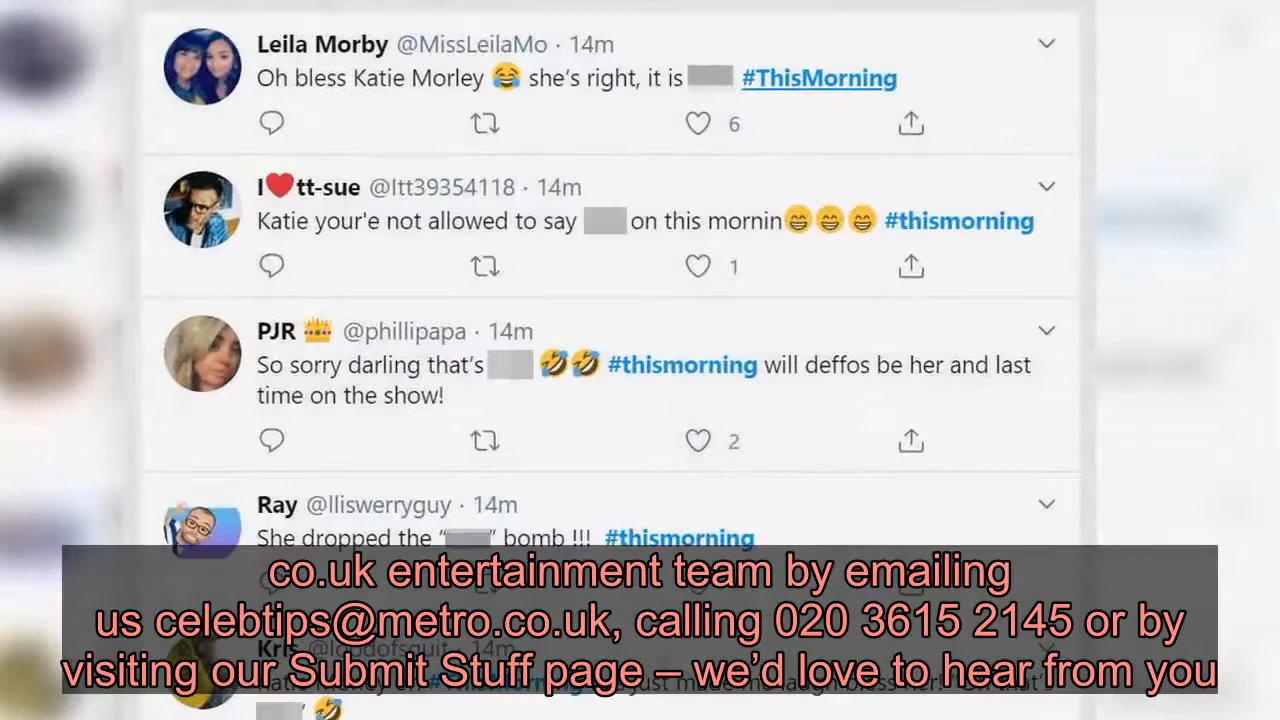 Leila Morby @MissLeilaMo · 14m
Oh bless Katie Morley 😂 she's right, it is #ThisMorning
6
I❤️tt-sue @Itt39354118 · 14m
Katie your'e not allowed to say on this mornin😁😁😁 #thismorning
1
PJR 👑 @phillipapa · 14m
So sorry darling that's 🤣🤣 #thismorning will deffos be her and last
time on the show!
2
Ray @lliswerryguy · 14m
She dropped the "" bomb !!! #thismorning
co.uk entertainment team by emailing
us celebtips@metro.co.uk, calling 020 3615 2145 or by
visiting our Submit Stuff page – we'd love to hear from you